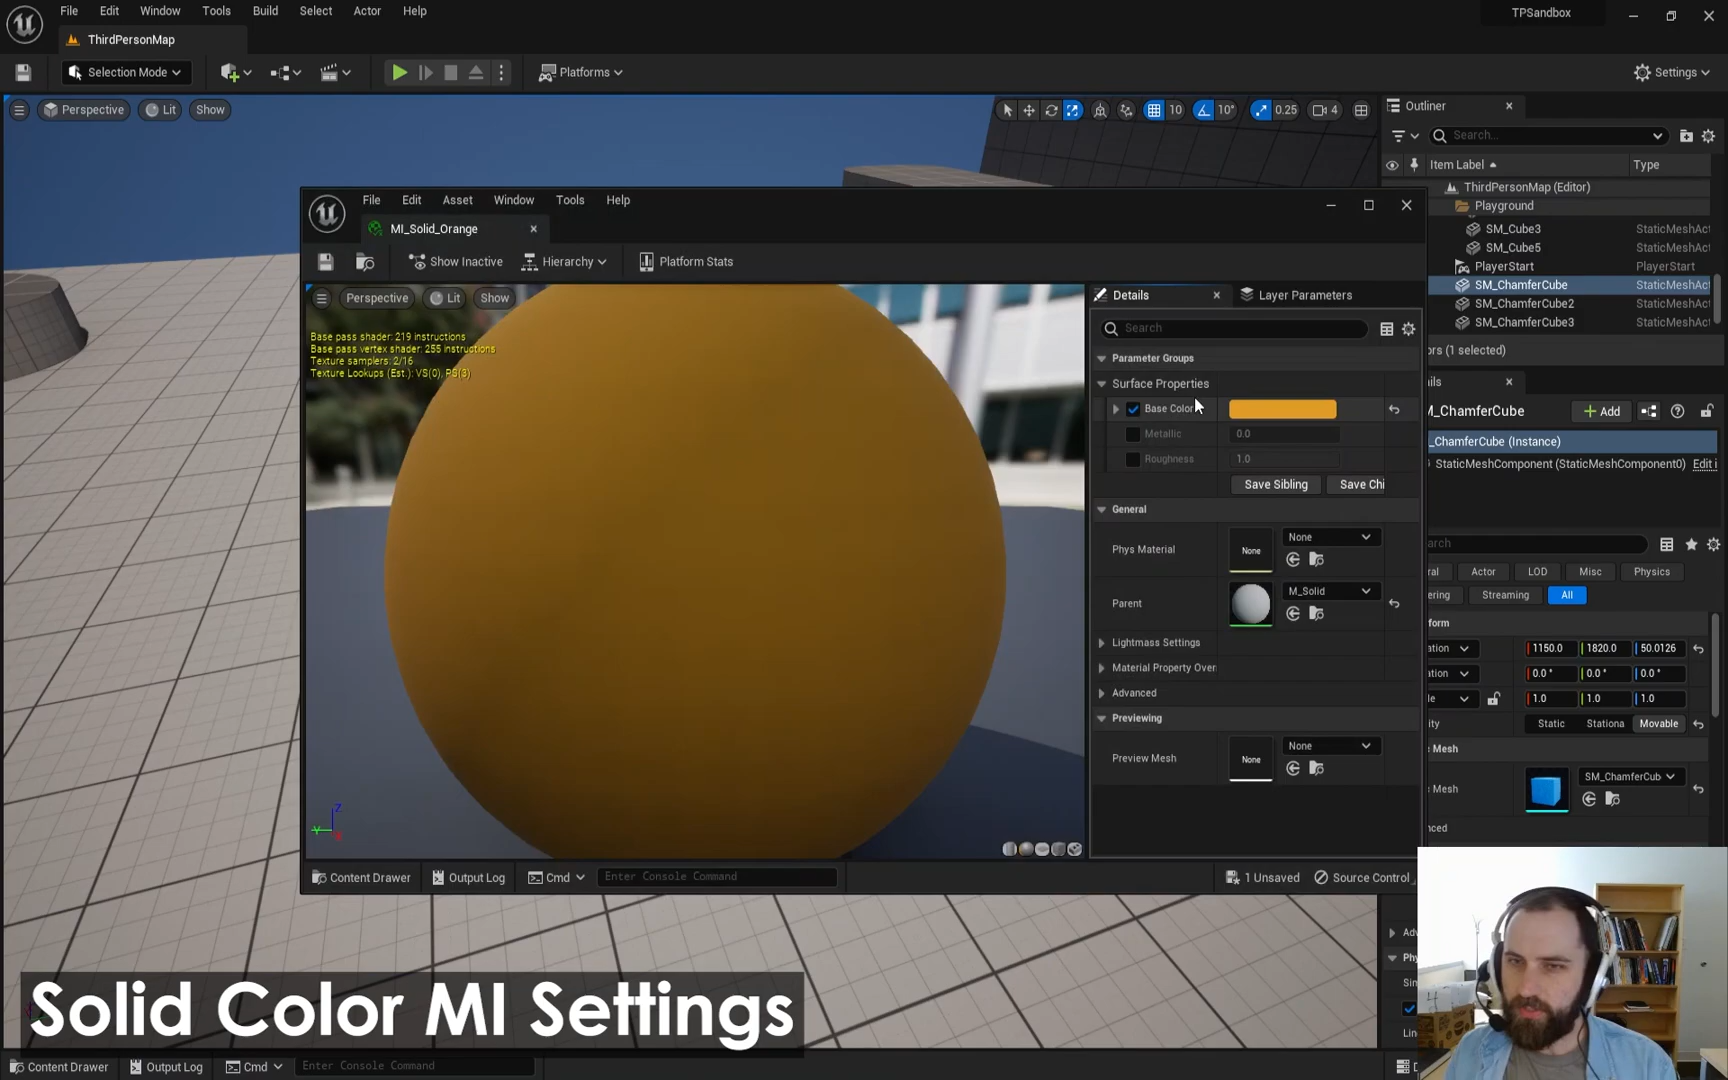 File Edit Window Tools Build Select Actor Help
TPSandbox
ThirdPersonMap
Selection Mode
Platforms
Settings
Perspective Lit Show
10 10° 0.25 4
Outliner
Search...
Item Label Type
ThirdPersonMap (Editor)
Playground
SM_Cube3 StaticMeshAct
SM_Cube5 StaticMeshAct
PlayerStart PlayerStart
SM_ChamferCube StaticMeshAct
SM_ChamferCube2 StaticMeshAct
SM_ChamferCube3 StaticMeshAct
ors (1 selected)
File Edit Asset Window Tools Help
MI_Solid_Orange
Show Inactive Hierarchy Platform Stats
Perspective Lit Show
Base pass shader: 219 instructions
Base pass vertex shader: 255 instructions
Texture samplers: 2/16
Texture Lookups (Est.): VS(0), PS(3)
Details Layer Parameters
Search
Parameter Groups
Surface Properties
Base Color
Metallic 0.0
Roughness 1.0
Save Sibling Save Chi
General
Phys Material None None
Parent M_Solid
Lightmass Settings
Material Property Over
Advanced
Previewing
Preview Mesh None None
Content Drawer Output Log Cmd Enter Console Command
1 Unsaved Source Control
ils
M_ChamferCube Add
_ChamferCube (Instance)
StaticMeshComponent (StaticMeshComponent0) Edit i
arch
ral Actor LOD Misc Physics
ering Streaming All
form
ation 1150.0 1820.0 50.0126
ation 0.0° 0.0° 0.0°
le 1.0 1.0 1.0
ity Static Stationa Movable
c Mesh
c Mesh SM_ChamferCub
nced
Phy
Solid Color MI Settings
Content Drawer Output Log Cmd Enter Console Command